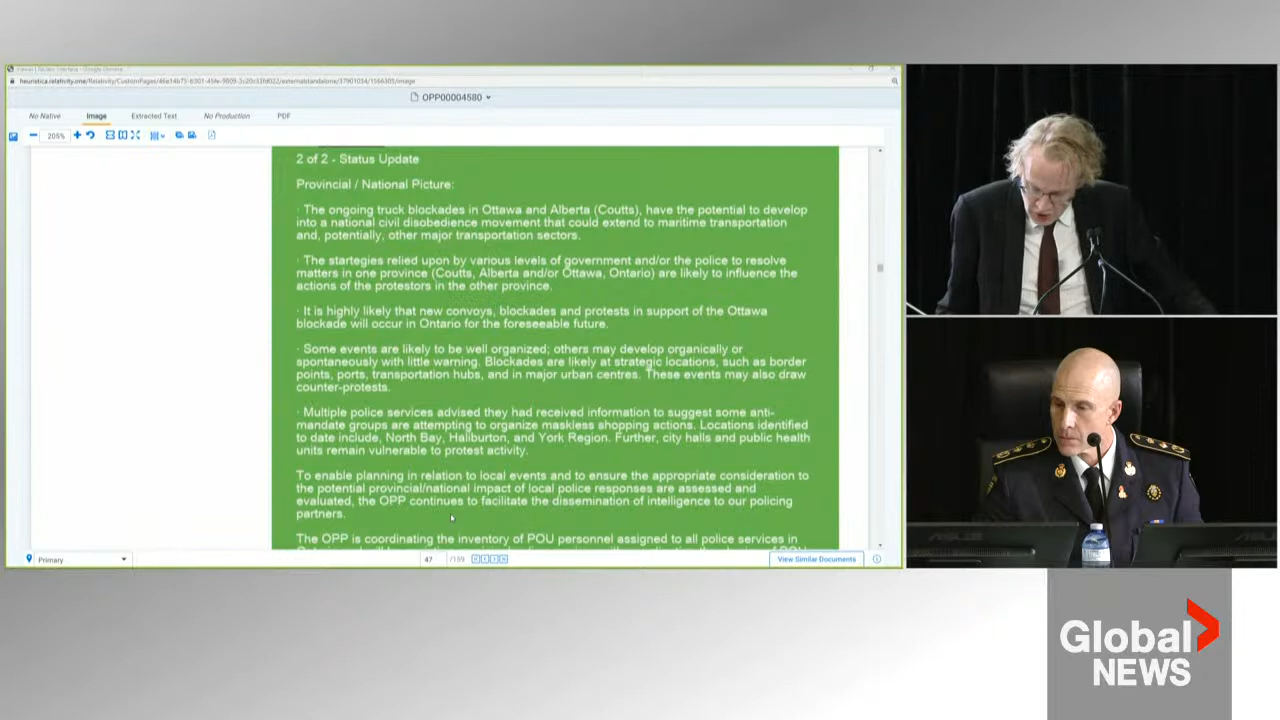 OPP00004580
No Native Image Extracted Text No Production PDF
205%
2 of 2 - Status Update
Provincial / National Picture:
· The ongoing truck blockades in Ottawa and Alberta (Coutts), have the potential to develop
into a national civil disobedience movement that could extend to maritime transportation
and, potentially, other major transportation sectors.
· The startegies relied upon by various levels of government and/or the police to resolve
matters in one province (Coutts, Alberta and/or Ottawa, Ontario) are likely to influence the
actions of the protestors in the other province.
· It is highly likely that new convoys, blockades and protests in support of the Ottawa
blockade will occur in Ontario for the foreseeable future.
· Some events are likely to be well organized; others may develop organically or
spontaneously with little warning. Blockades are likely at strategic locations, such as border
points, ports, transportation hubs, and in major urban centres. These events may also draw
counter-protests.
· Multiple police services advised they had received information to suggest some anti-
mandate groups are attempting to organize maskless shopping actions. Locations identified
to date include, North Bay, Haliburton, and York Region. Further, city halls and public health
units remain vulnerable to protest activity.
To enable planning in relation to local events and to ensure the appropriate consideration to
the potential provincial/national impact of local police responses are assessed and
evaluated, the OPP continues to facilitate the dissemination of intelligence to our policing
partners.
The OPP is coordinating the inventory of POU personnel assigned to all police services in
Primary 47 /159 View Similar Documents
Global
NEWS